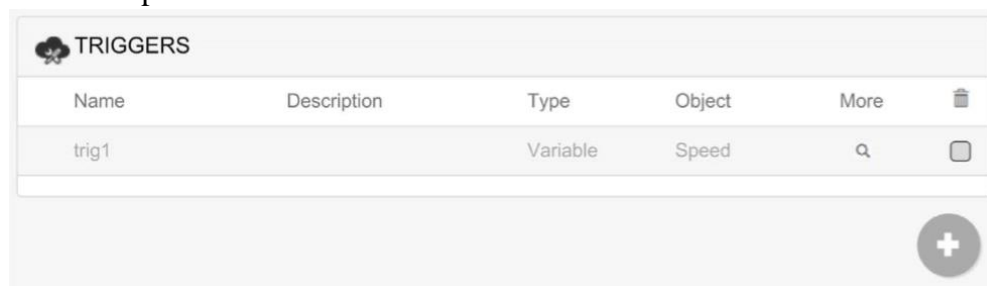 TRIGGERS
Name Description Type Object More
trig1 Variable Speed